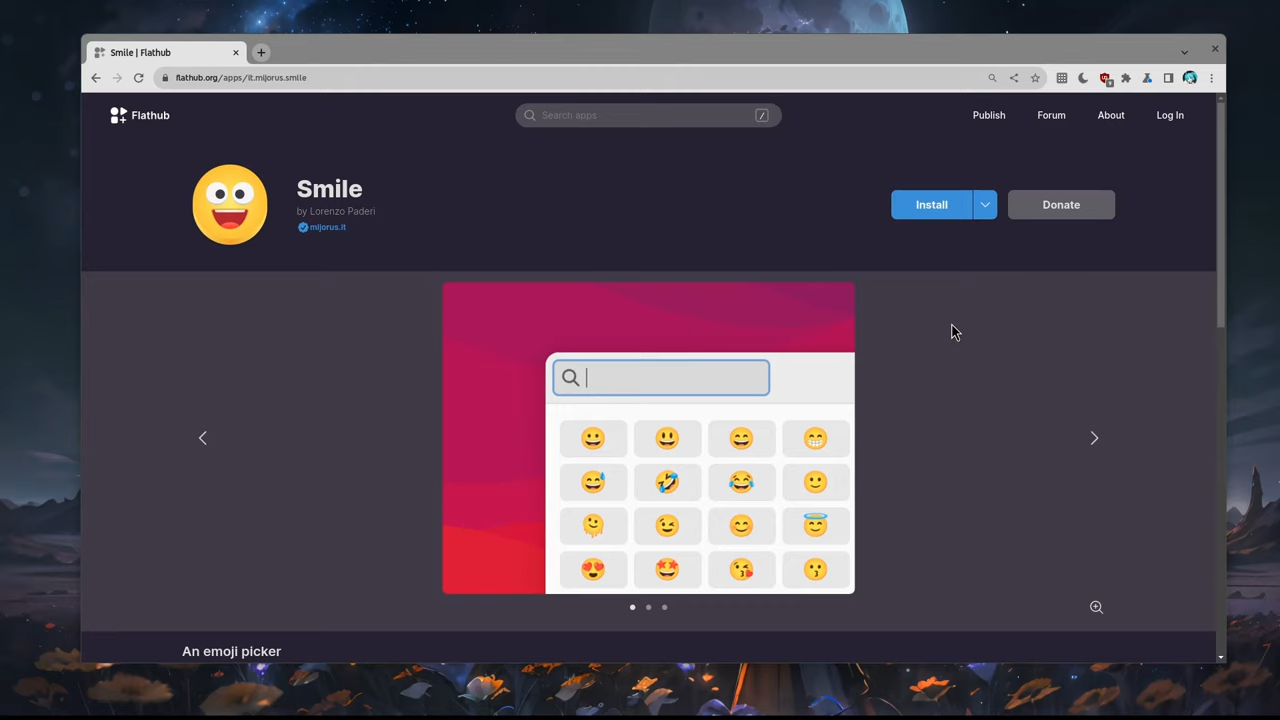 Smile | Flathub
flathub.org/apps/it.mijorus.smile
Flathub
Search apps
/
Publish
Forum
About
Log In
Smile
by Lorenzo Paderi
mijorus.it
Install
Donate
An emoji picker